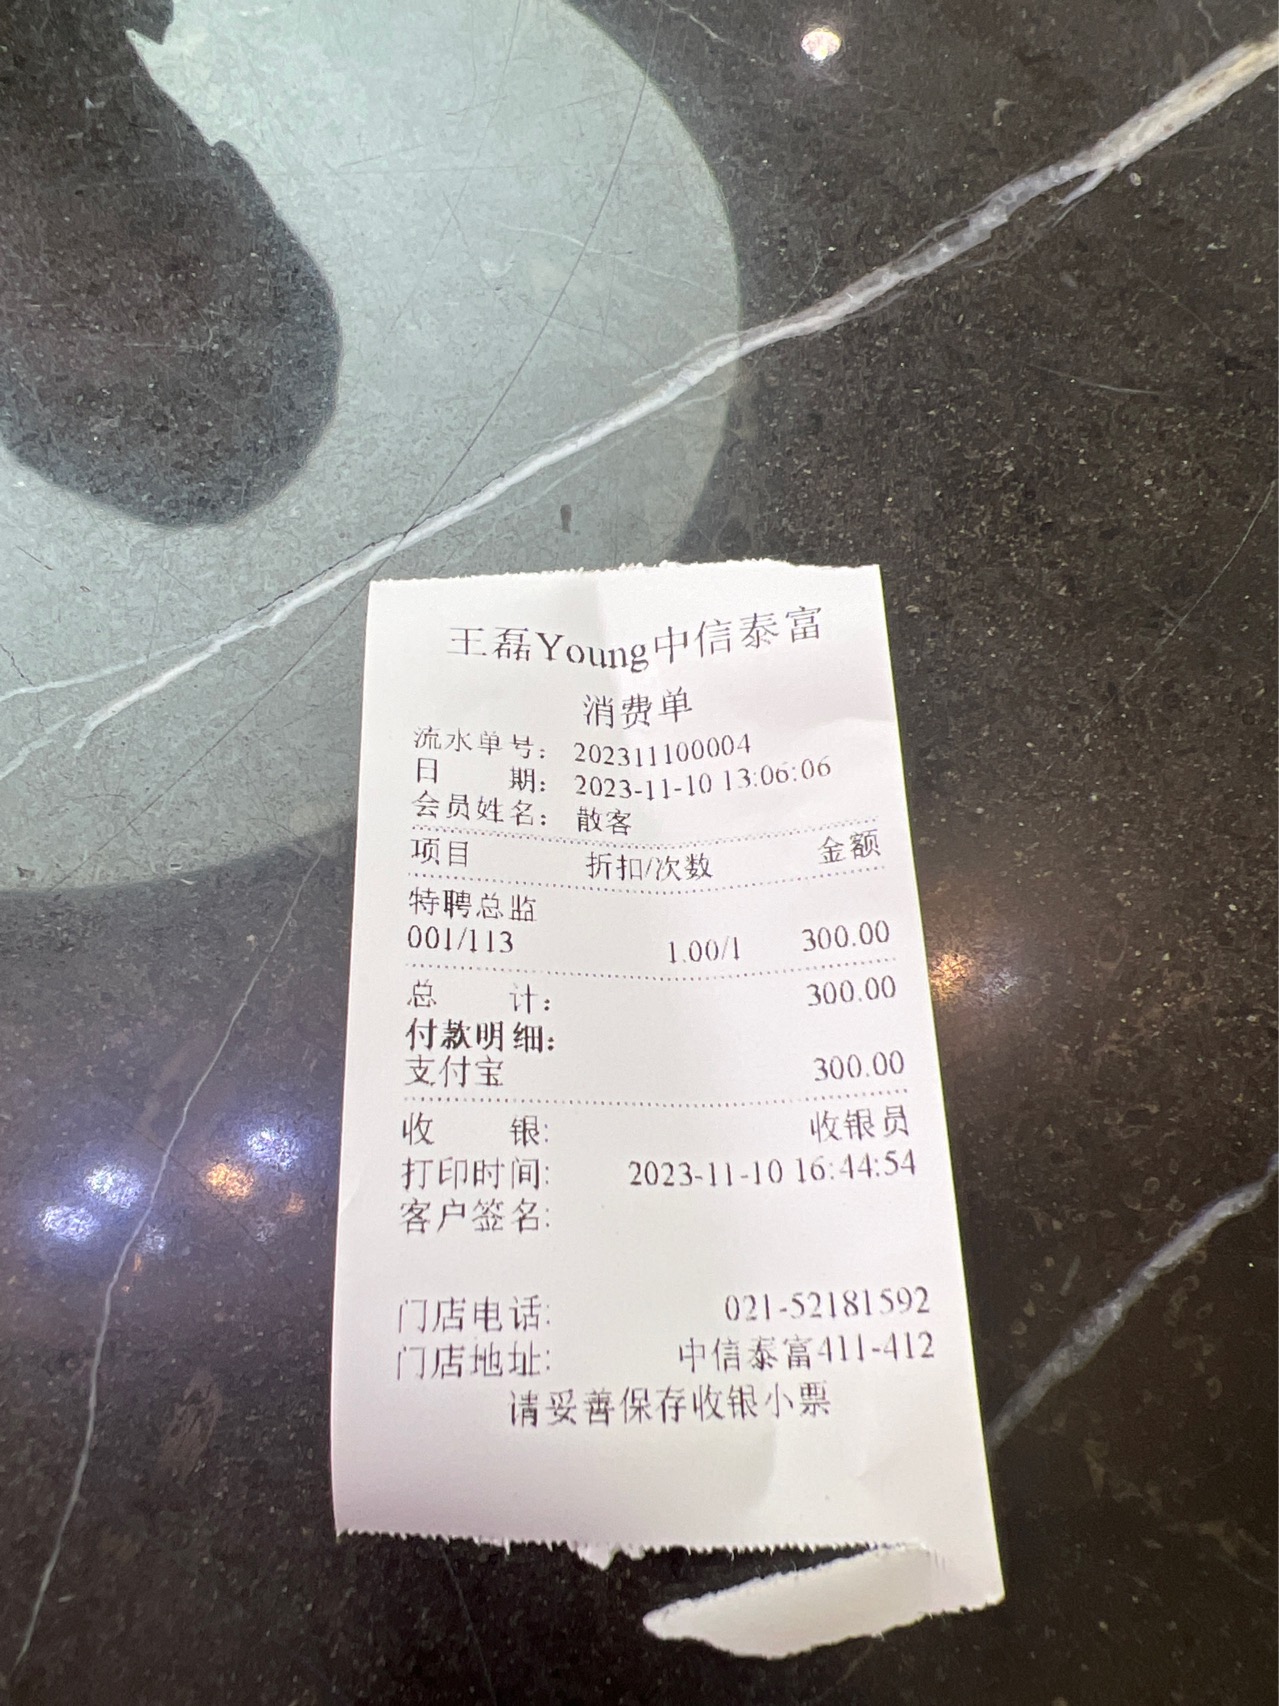 王磊Young中信泰富
消费单
流水单号: 202311100004
日 期: 2023-11-10 13:06:06
会员姓名: 散客
项目 折扣/次数 金额
特聘总监
001/113 1.00/1 300.00
总 计: 300.00
付款明细:
支付宝 300.00
收 银: 收银员
打印时间: 2023-11-10 16:44:54
客户签名:
门店电话: 021-52181592
门店地址: 中信泰富411-412
请妥善保存收银小票